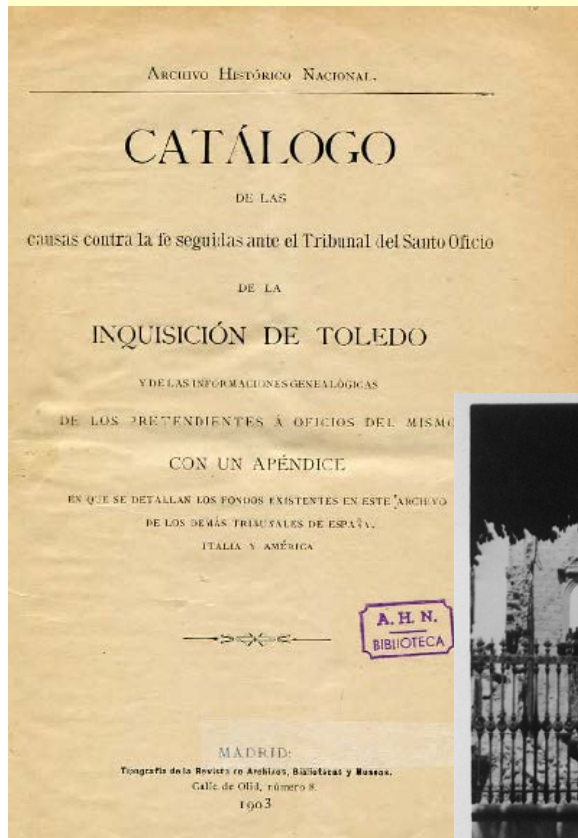 ARCHIVO HISTÓRICO NACIONAL.
CATÁLOGO
DE LAS
causas contra la fe seguidas ante el Tribunal del Santo Oficio
DE LA
INQUISICIÓN DE TOLEDO
Y DE LAS INFORMACIONES GENEALÓGICAS
DE LOS PRETENDIENTES Á OFICIOS DEL MISMO
CON UN APÉNDICE
EN QUE SE DETALLAN LOS FONDOS EXISTENTES EN ESTE ARCHIVO
DE LOS DEMÁS TRIBUNALES DE ESPAÑA,
ITALIA Y AMÉRICA
A. H. N.
BIBLIOTECA
MADRID:
Tipografía de la Revista de Archivos, Bibliotecas y Museos.
Calle de Olid, número 8.
1903